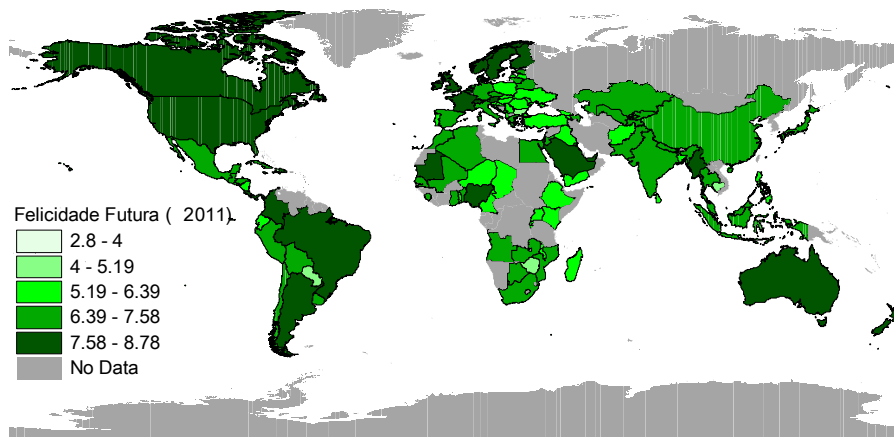 Felicidade Futura ( 2011)
2.8 - 4
4 - 5.19
5.19 - 6.39
6.39 - 7.58
7.58 - 8.78
No Data